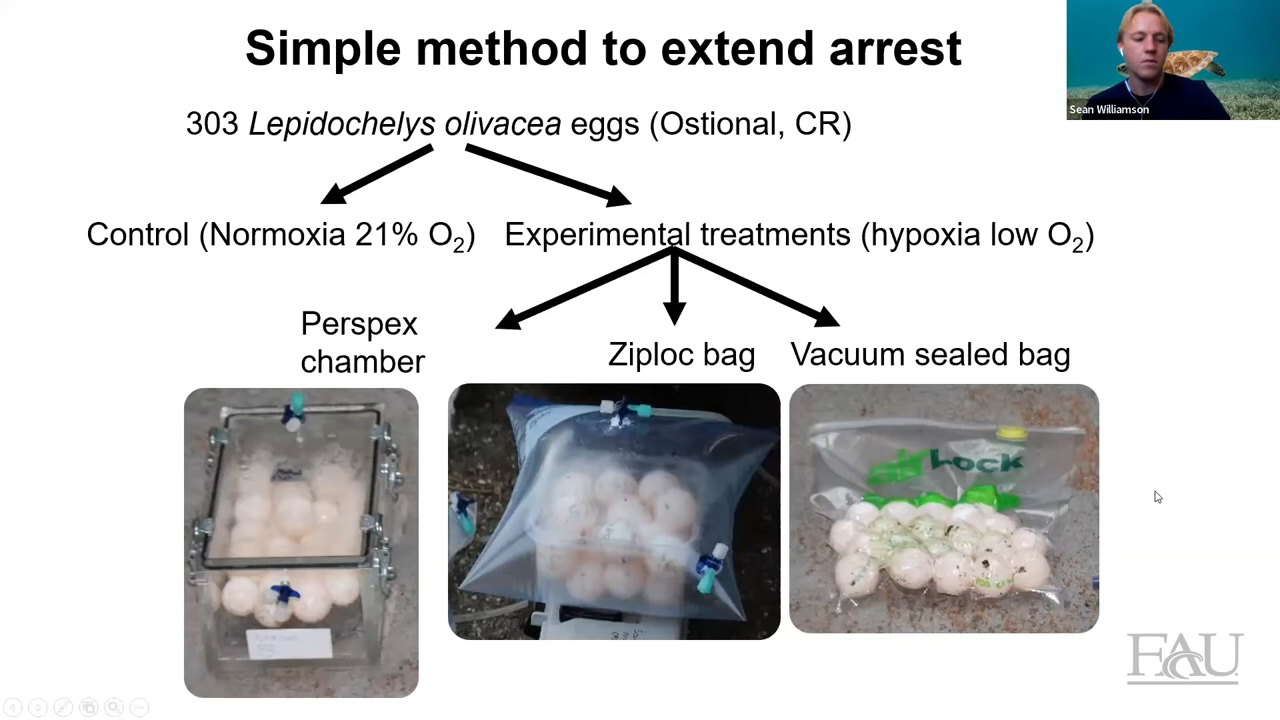 Simple method to extend arrest
Sean Williamson
303 Lepidochelys olivacea eggs (Ostional, CR)
Control (Normoxia 21% O₂)
Experimental treatments (hypoxia low O₂)
Perspex
chamber
Ziploc bag
Vacuum sealed bag
airLock
FAU